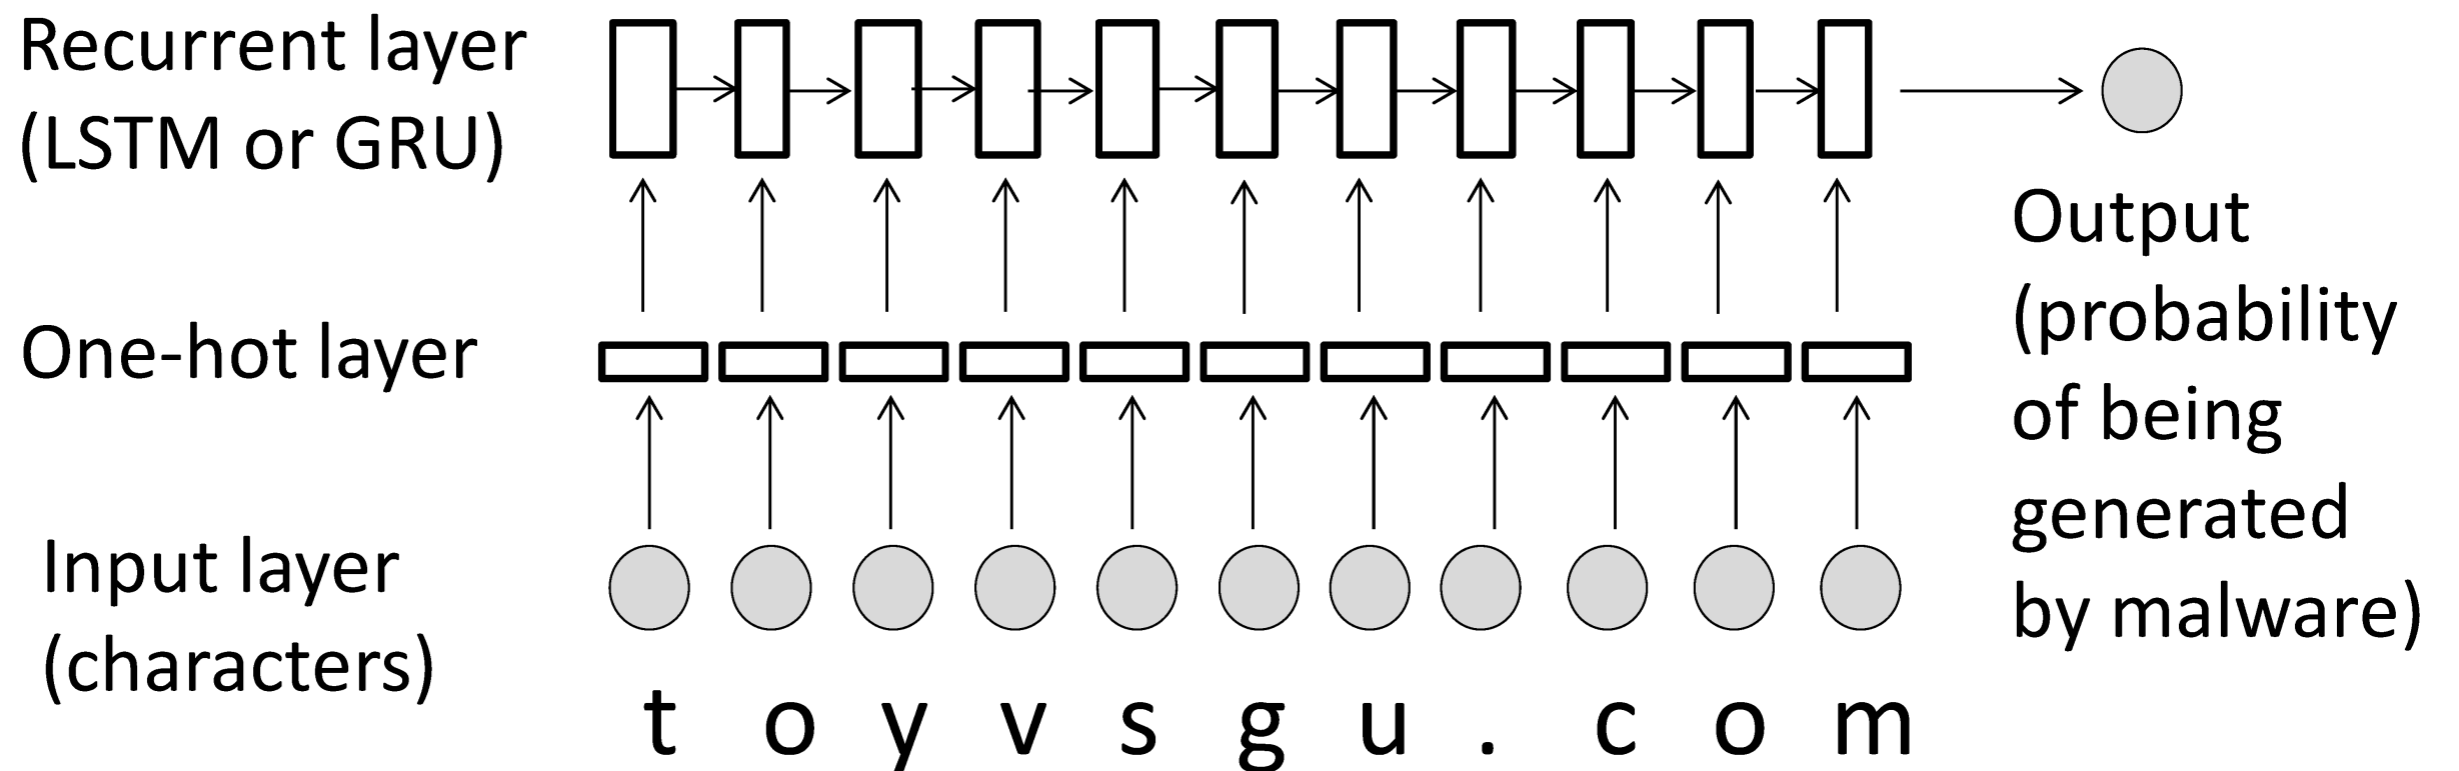 Recurrent layer
(LSTM or GRU)
One-hot layer
Input layer
(characters)
t o y v s g u . c o m
Output
(probability
of being
generated
by malware)